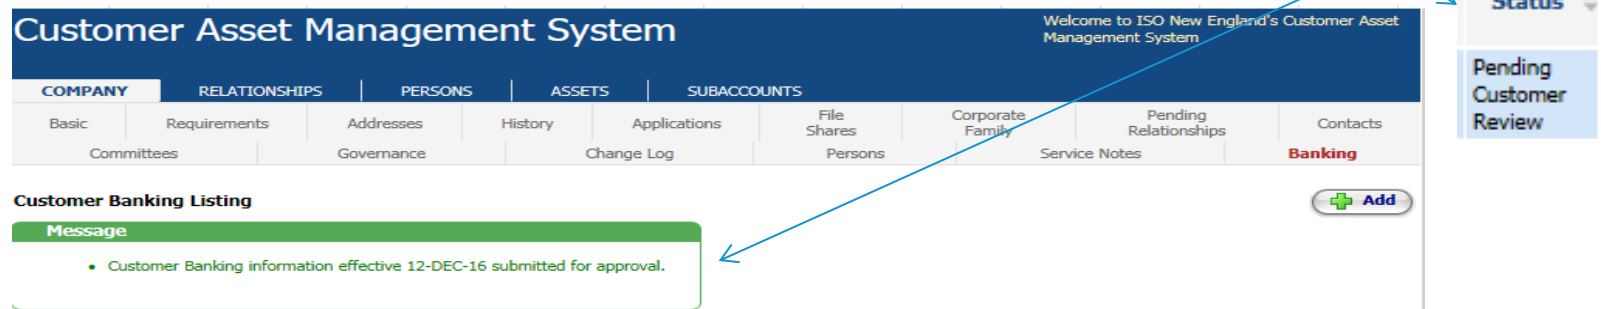 Customer Asset Management System
Welcome to ISO New England's Customer Asset
Management System
Status
Pending
Customer
Review
COMPANY RELATIONSHIPS PERSONS ASSETS SUBACCOUNTS
Basic Requirements Addresses History Applications File Shares Corporate Family Pending Relationships Contacts
Committees Governance Change Log Persons Service Notes Banking
Customer Banking Listing
Add
Message
• Customer Banking information effective 12-DEC-16 submitted for approval.